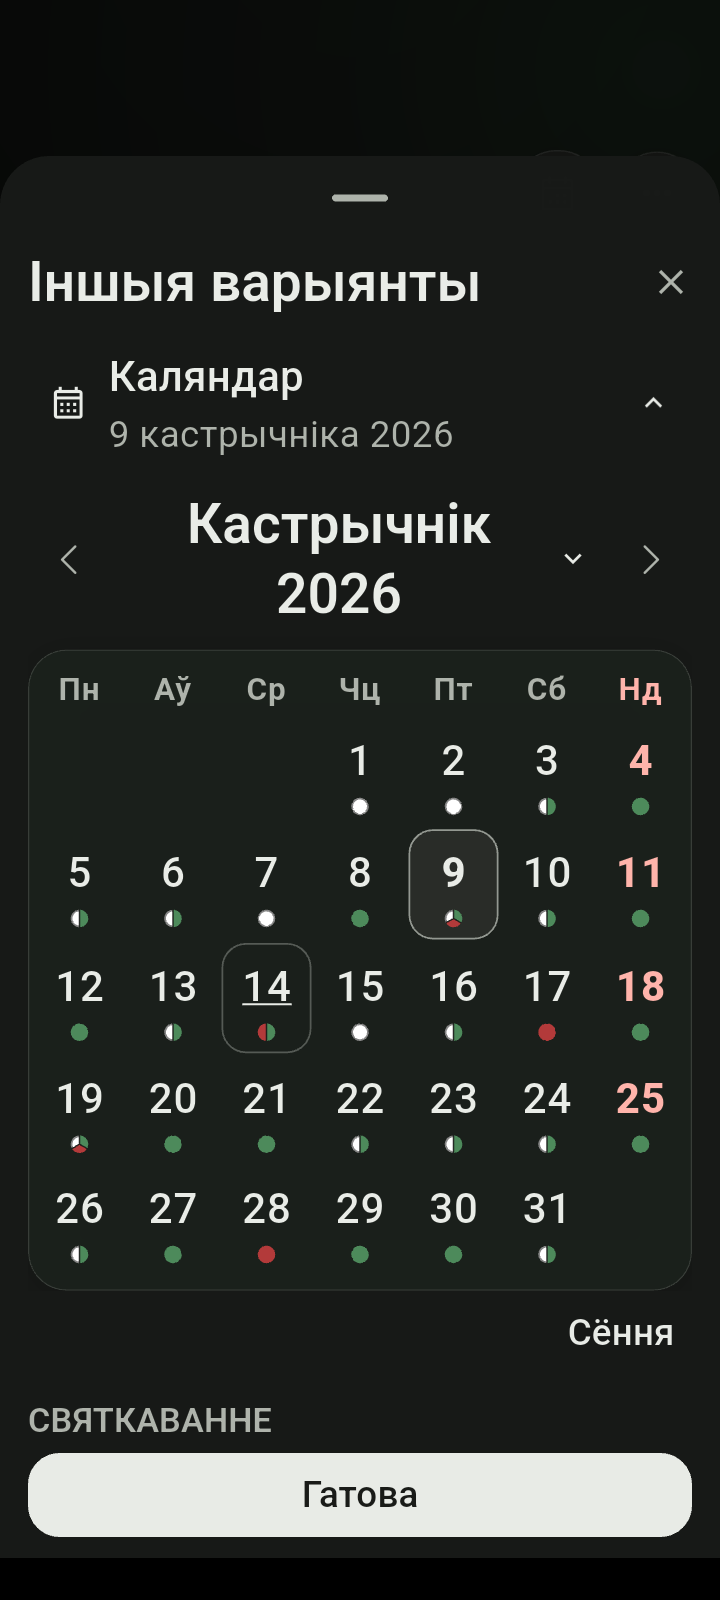 Іншыя варыянты
Каляндар
9 кастрычніка 2026
Кастрычнік
2026
Пн Аў Ср Чц Пт Сб Нд
1 2 3 4
5 6 7 8 9 10 11
12 13 14 15 16 17 18
19 20 21 22 23 24 25
26 27 28 29 30 31
Сёння
СВЯТКАВАННЕ
Гатова